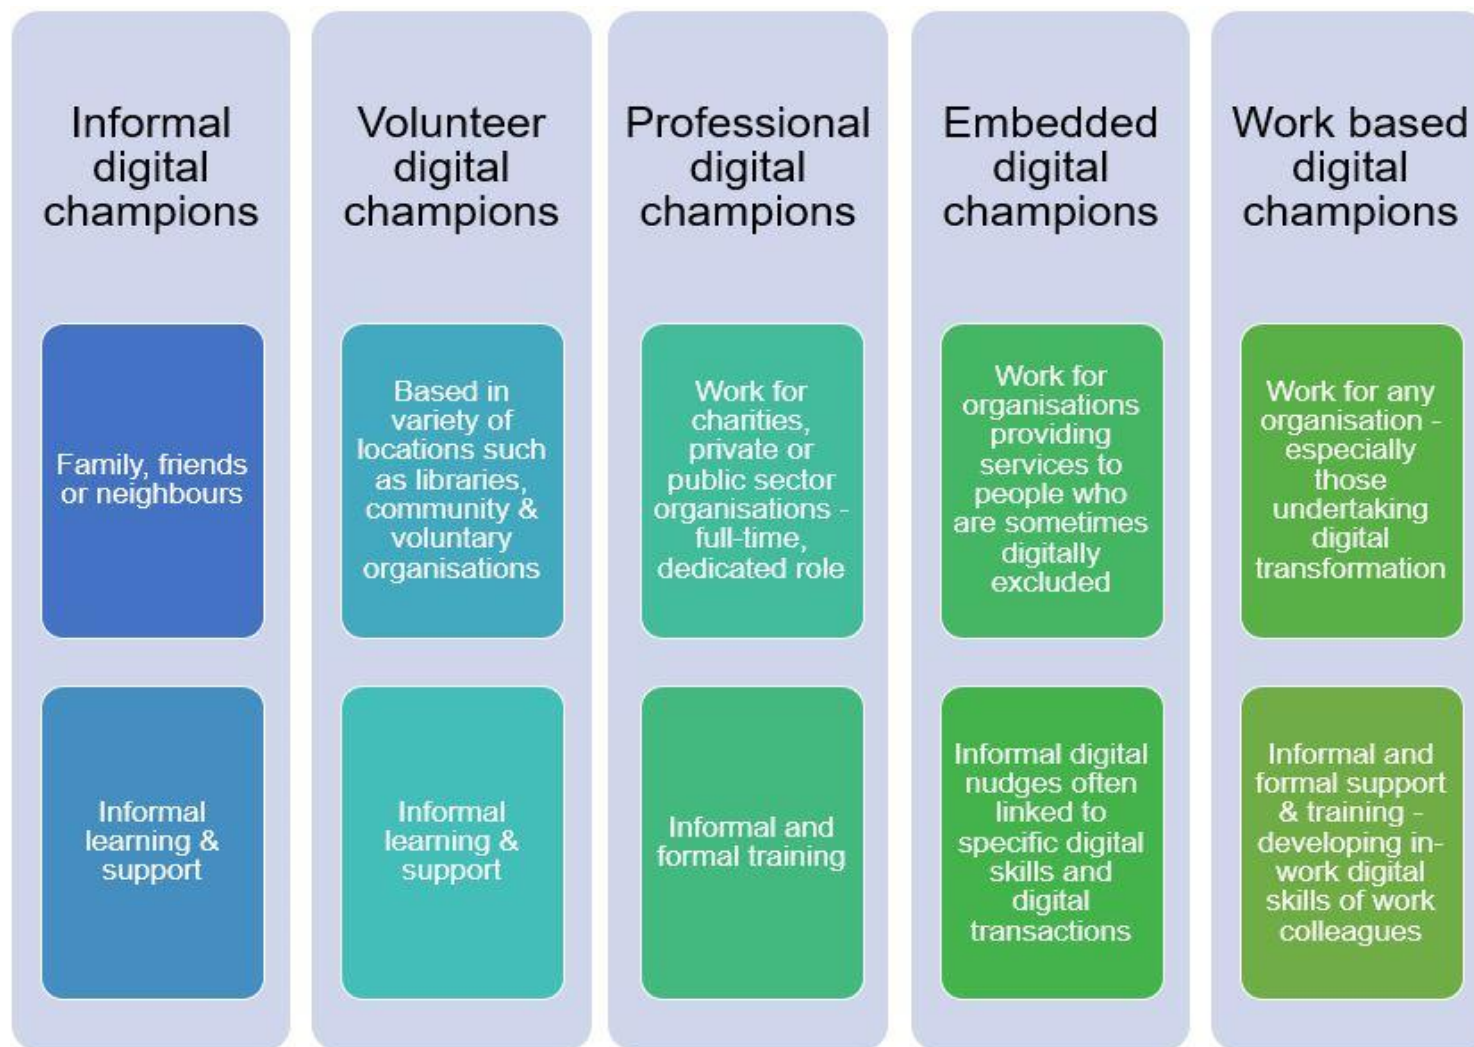 Informal
digital
champions
Family, friends
or neighbours
Informal
learning &
support
Volunteer
digital
champions
Based in
variety of
locations such
as libraries,
community &
voluntary
organisations
Informal
learning &
support
Professional
digital
champions
Work for
charities,
private or
public sector
organisations -
full-time,
dedicated role
Informal and
formal training
Embedded
digital
champions
Work for
organisations
providing
services to
people who
are sometimes
digitally
excluded
Informal digital
nudges often
linked to
specific digital
skills and
digital
transactions
Work based
digital
champions
Work for any
organisation -
especially
those
undertaking
digital
transformation
Informal and
formal support
& training -
developing in-
work digital
skills of work
colleagues